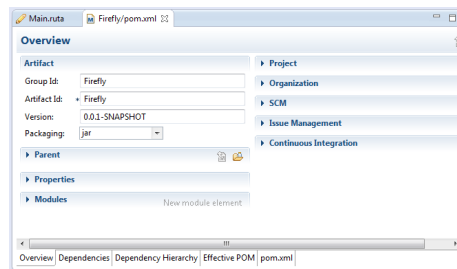 Main.ruta
Firefly/pom.xml
Overview
Artifact
Group Id: Firefly
Artifact Id: * Firefly
Version: 0.0.1-SNAPSHOT
Packaging: jar
Parent
Properties
Modules
New module element
Project
Organization
SCM
Issue Management
Continuous Integration
Overview Dependencies Dependency Hierarchy Effective POM pom.xml